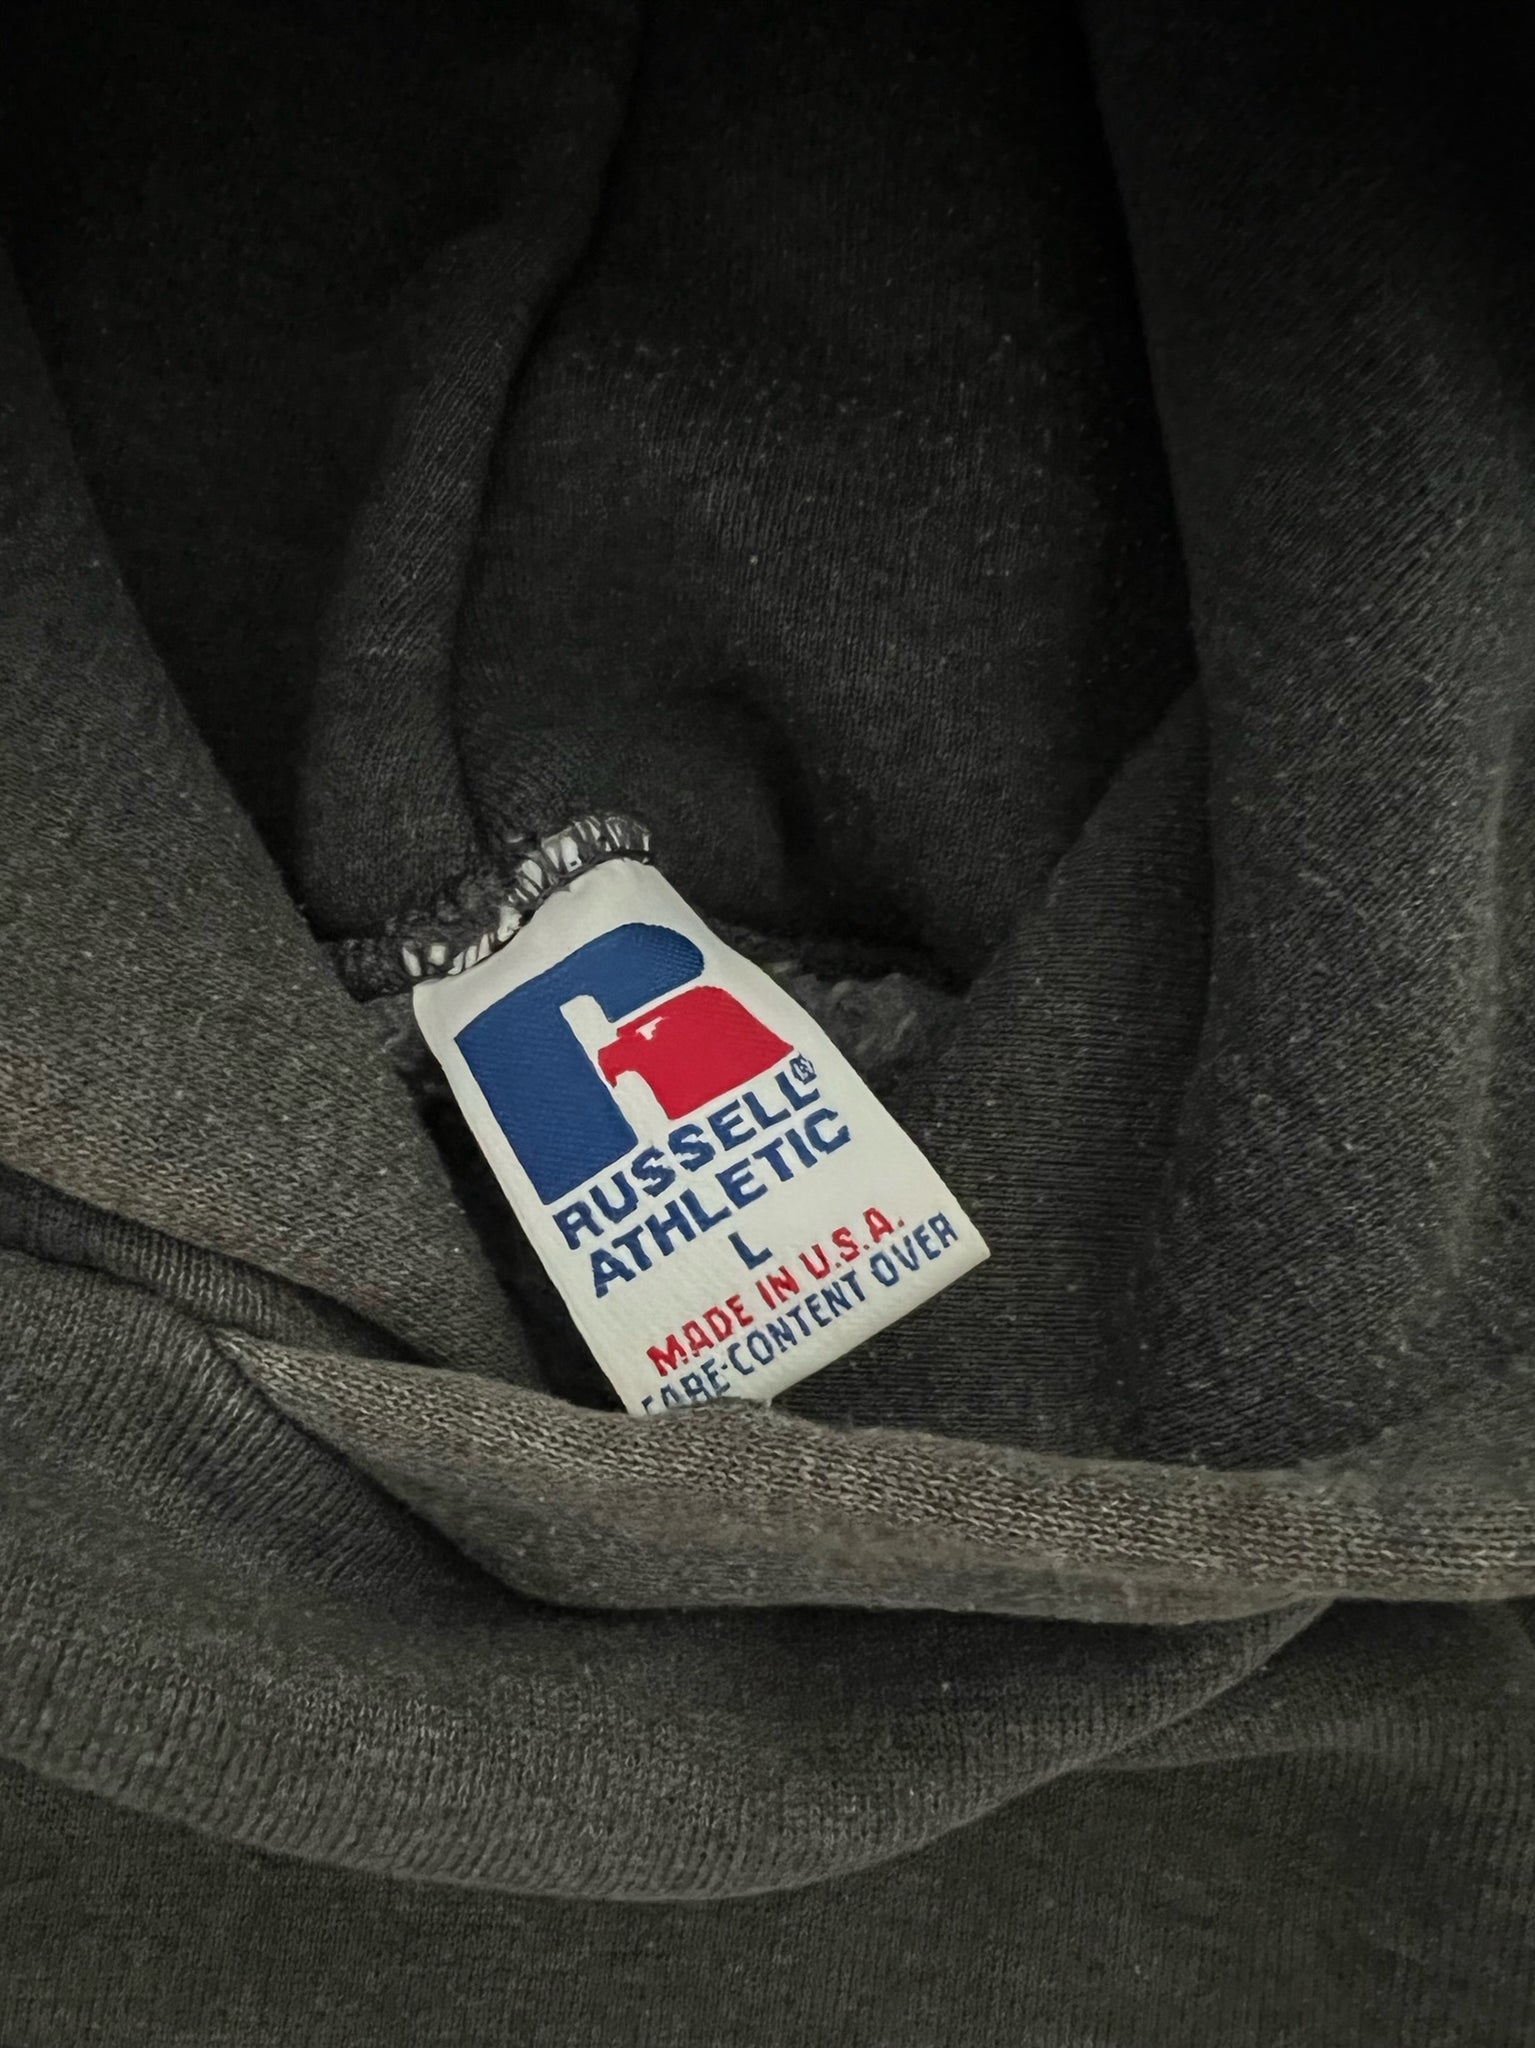 RUSSELL®
ATHLETIC
L
MADE IN U.S.A.
CARE-CONTENT OVER